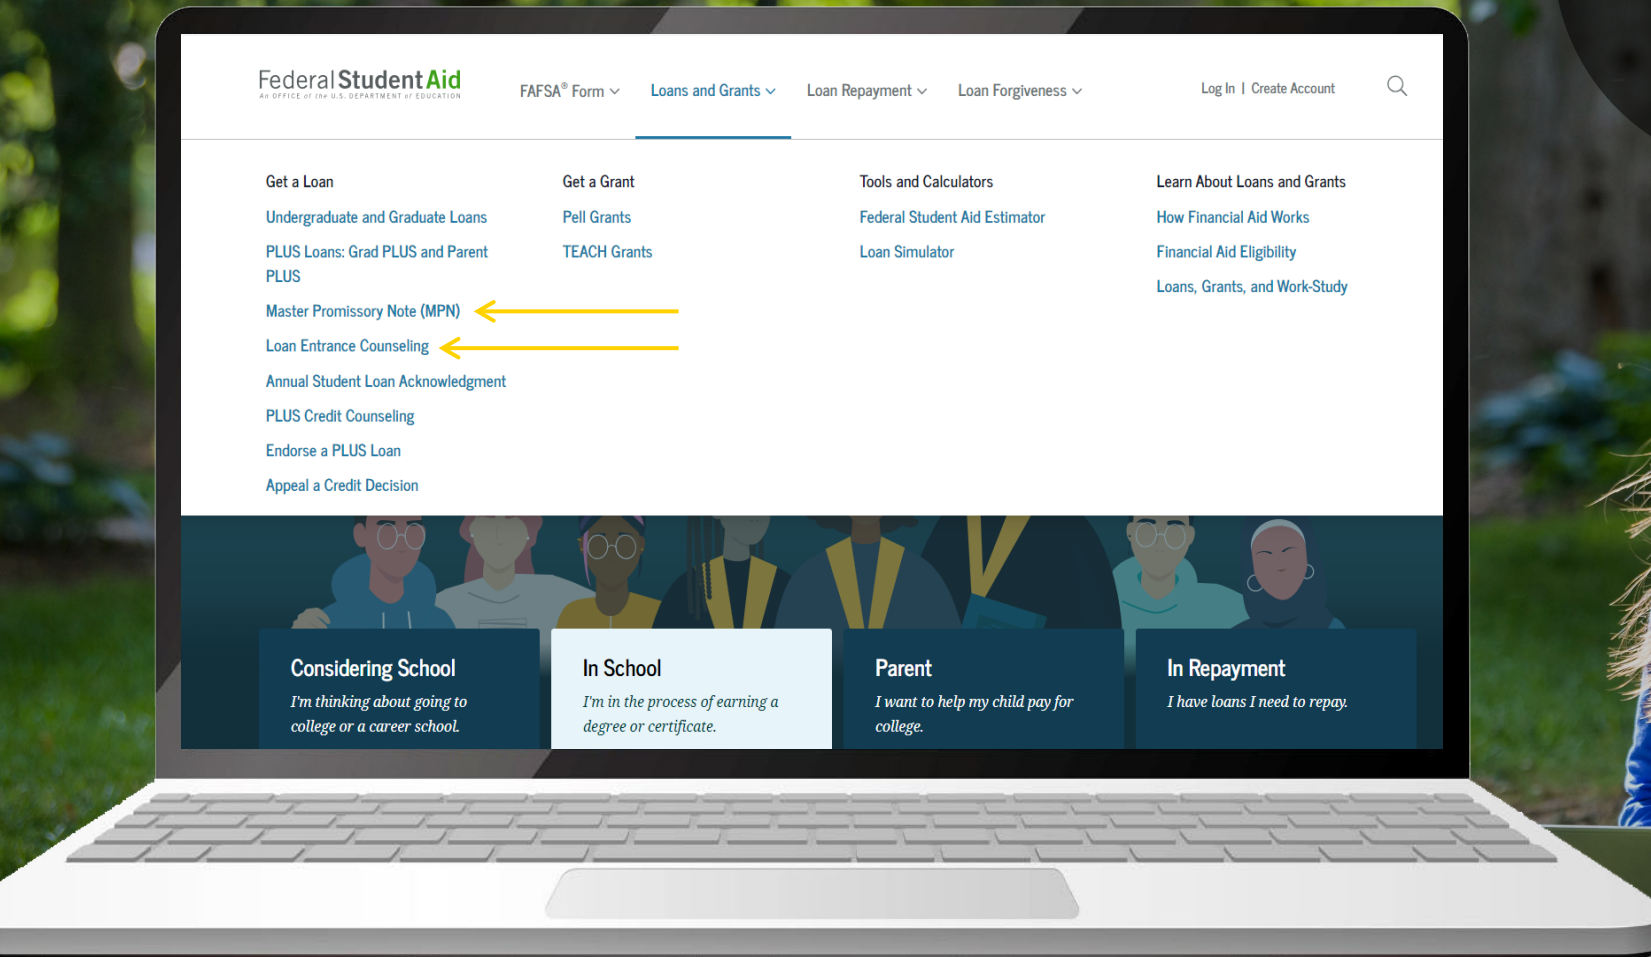 Federal Student Aid
An OFFICE of the U.S. DEPARTMENT of EDUCATION
FAFSA® Form
Loans and Grants
Loan Repayment
Loan Forgiveness
Log In | Create Account
Get a Loan
Undergraduate and Graduate Loans
PLUS Loans: Grad PLUS and Parent
PLUS
Master Promissory Note (MPN)
Loan Entrance Counseling
Annual Student Loan Acknowledgment
PLUS Credit Counseling
Endorse a PLUS Loan
Appeal a Credit Decision
Get a Grant
Pell Grants
TEACH Grants
Tools and Calculators
Federal Student Aid Estimator
Loan Simulator
Learn About Loans and Grants
How Financial Aid Works
Financial Aid Eligibility
Loans, Grants, and Work-Study
Considering School
I'm thinking about going to
college or a career school.
In School
I'm in the process of earning a
degree or certificate.
Parent
I want to help my child pay for
college.
In Repayment
I have loans I need to repay.